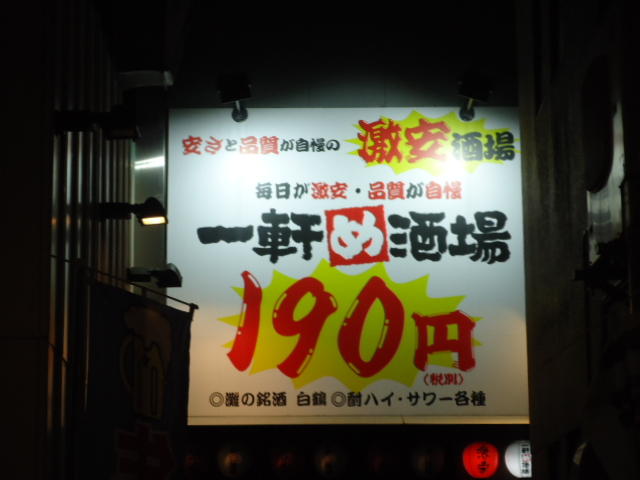 安さと品質が自慢の 激安酒場
毎日が激安・品質が自慢
一軒め酒場
190円
(税別)
◎灘の銘酒 白鶴 ◎酎ハイ・サワー各種